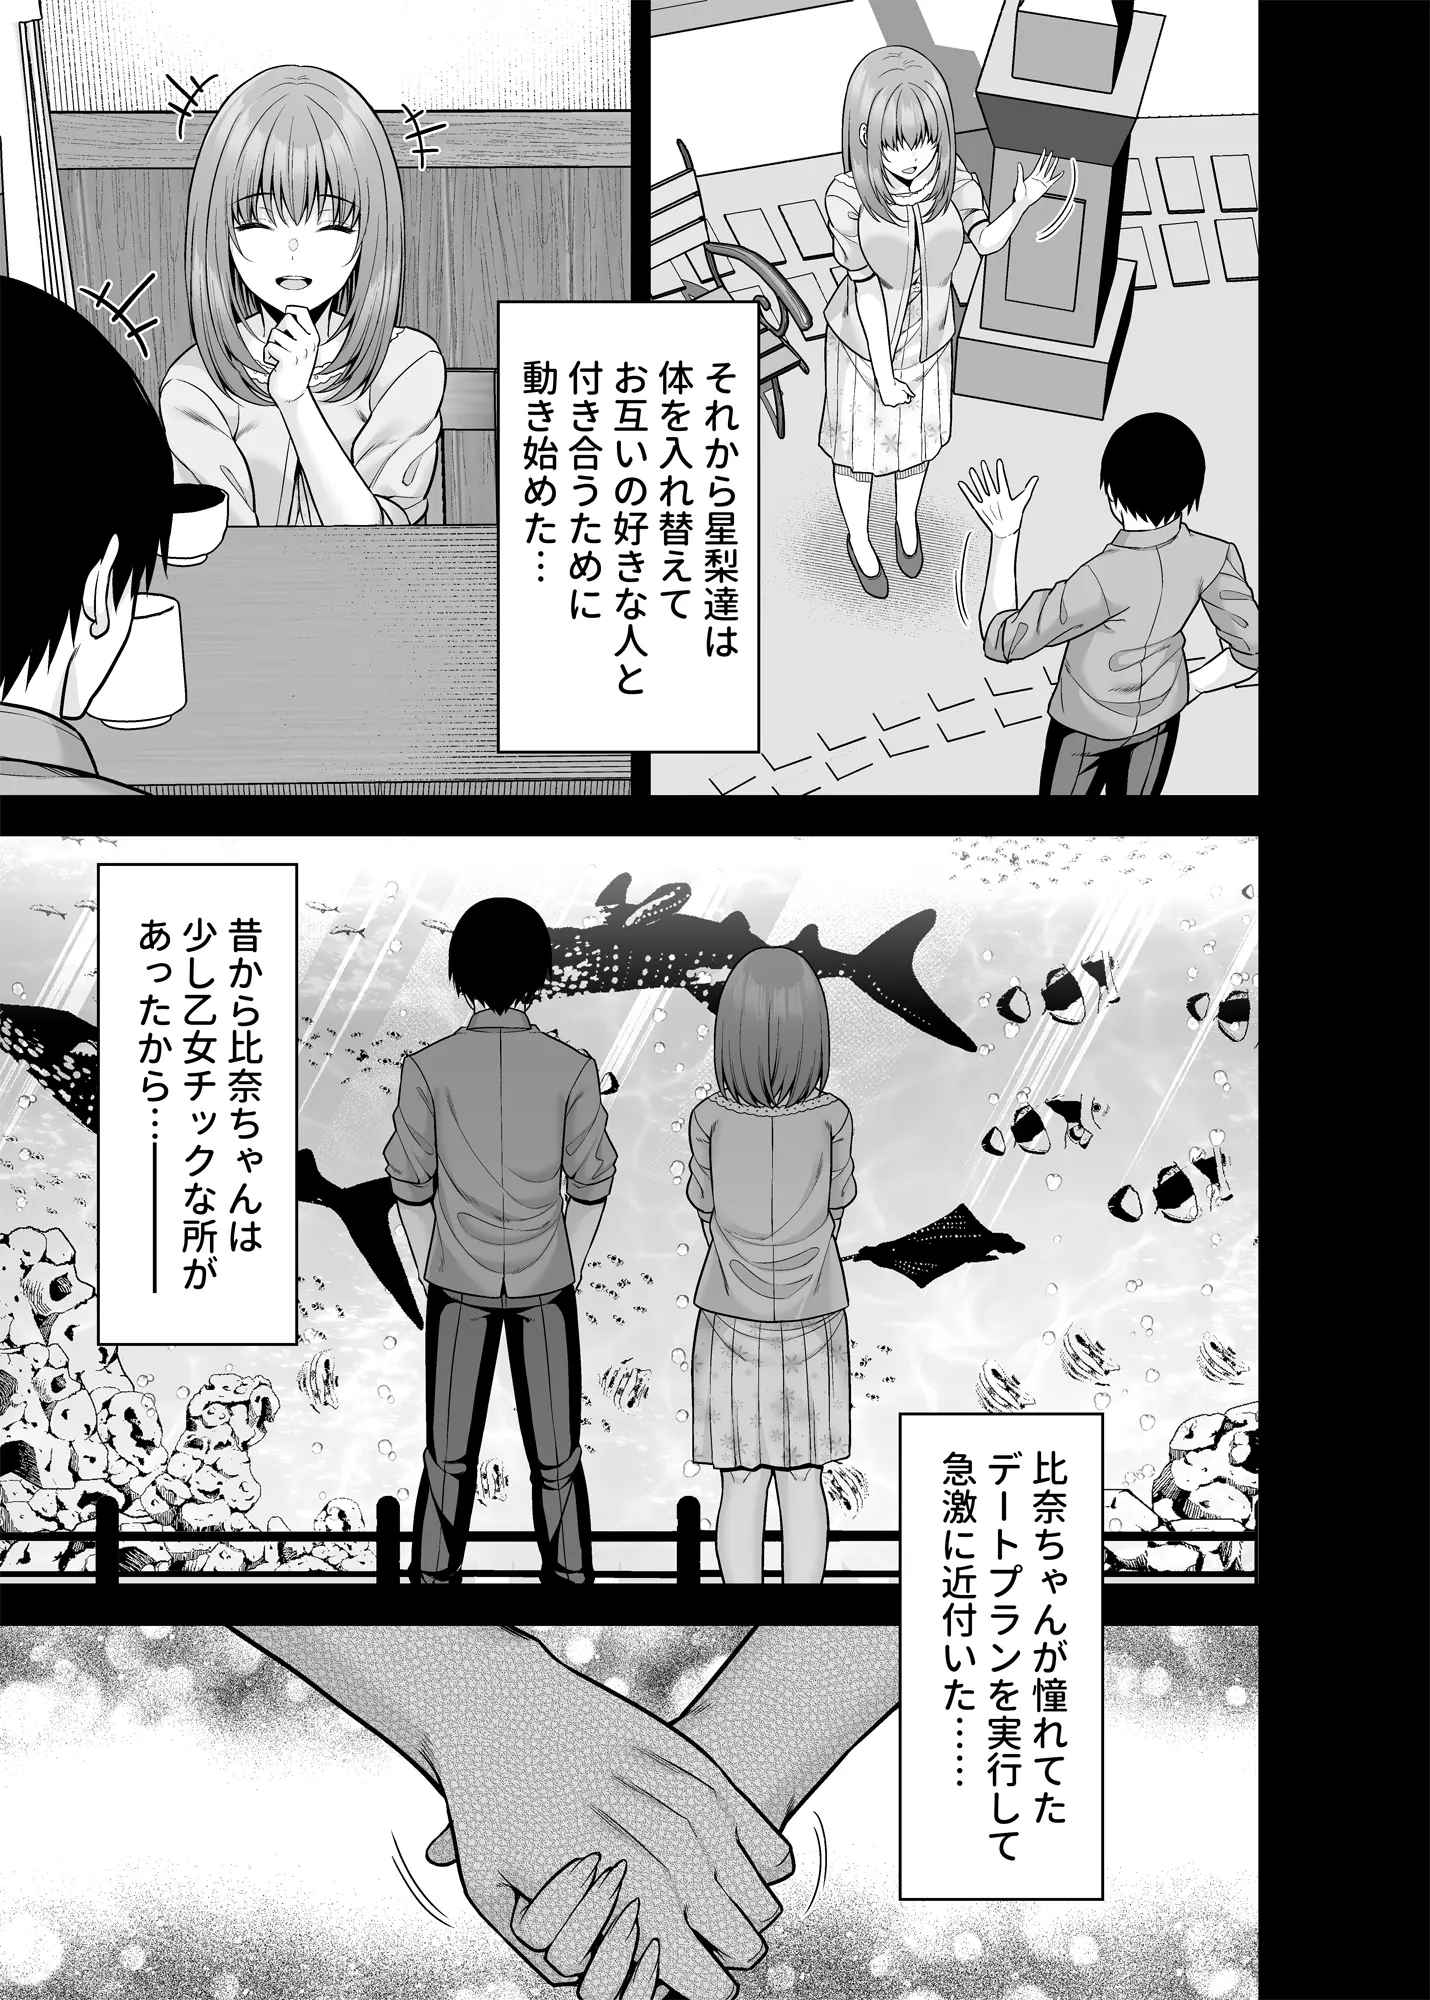 それから星梨達は
体を入れ替えて
お互いの好きな人と
付き合うために
動き始めた…
昔から比奈ちゃんは
少し乙女チックな所が
あったから…━━━
比奈ちゃんが憧れてた
デートプランを実行して
急激に近付いた……